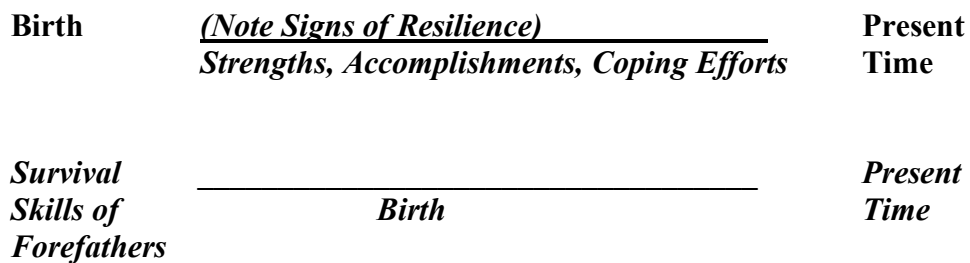 Birth (Note Signs of Resilience) Present
Strengths, Accomplishments, Coping Efforts Time
Survival Present
Skills of Birth Time
Forefathers